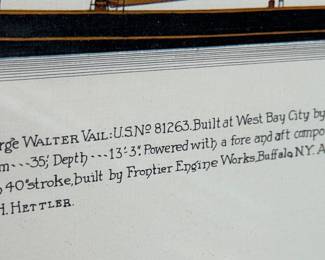 rge WALTER VAIL: U.S. Nº 81263. Built at West Bay City by
m---35', Depth---13'-3". Powered with a fore and aft compo
40" stroke, built by Frontier Engine Works, Buffalo, N.Y. A
H. HETTLER.